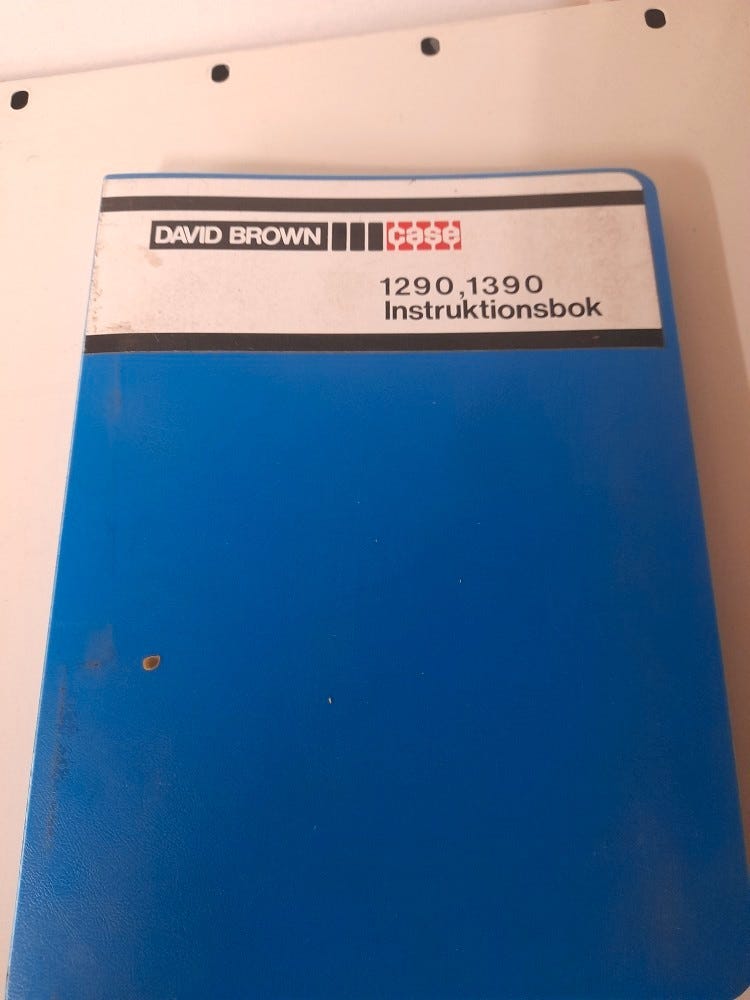 DAVID BROWN case
1290,1390
Instruktionsbok